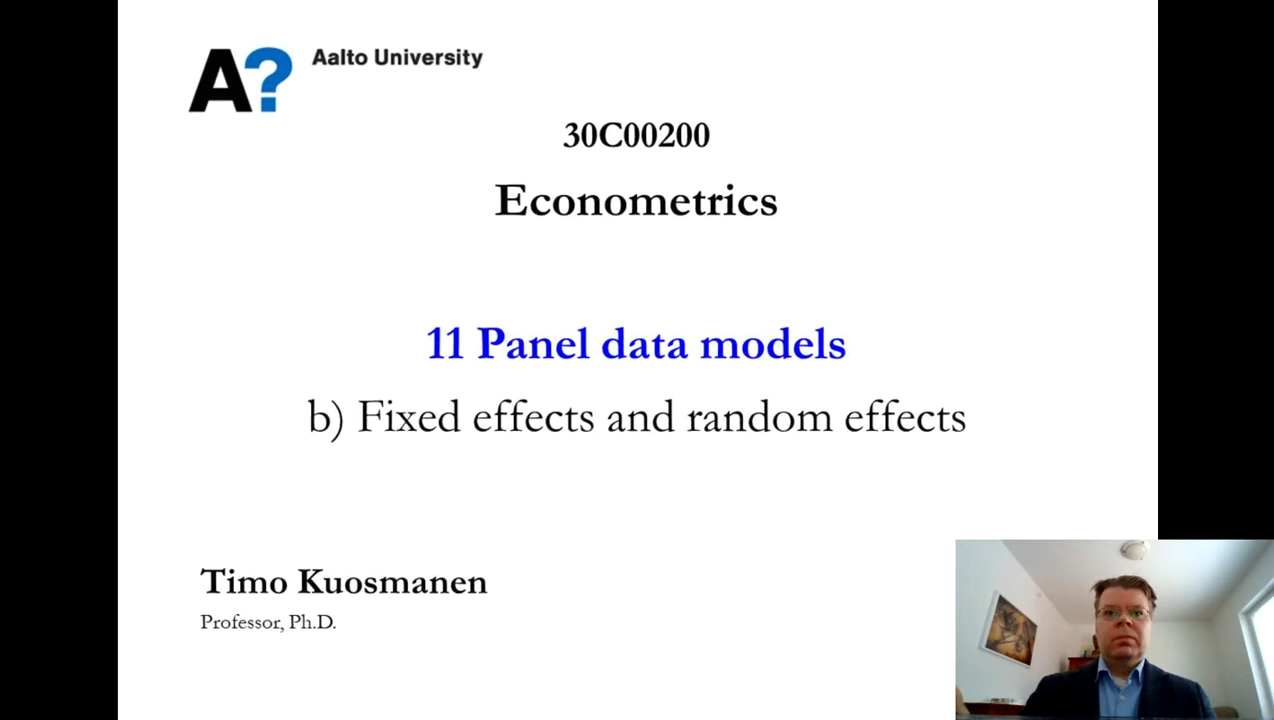 A?
Aalto University
30C00200
Econometrics
11 Panel data models
b) Fixed effects and random effects
Timo Kuosmanen
Professor, Ph.D.